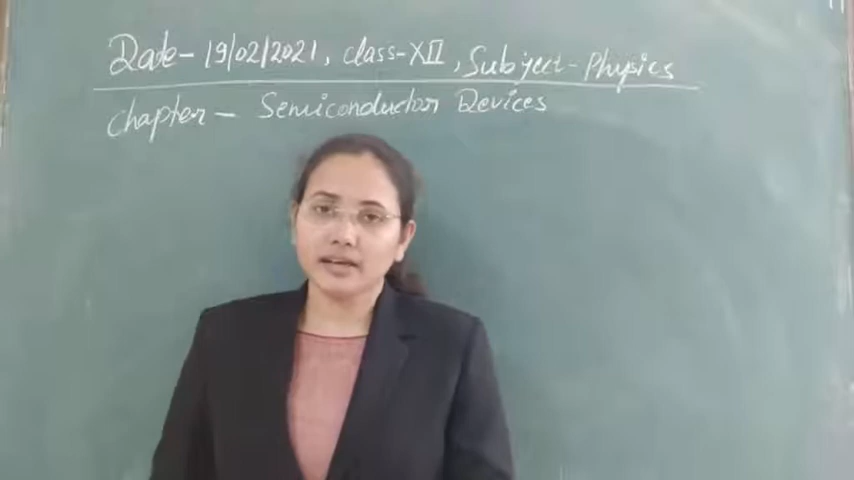 Date- 19/02/2021, class-XII, Subject- Physics
Chapter- Semiconductor Devices